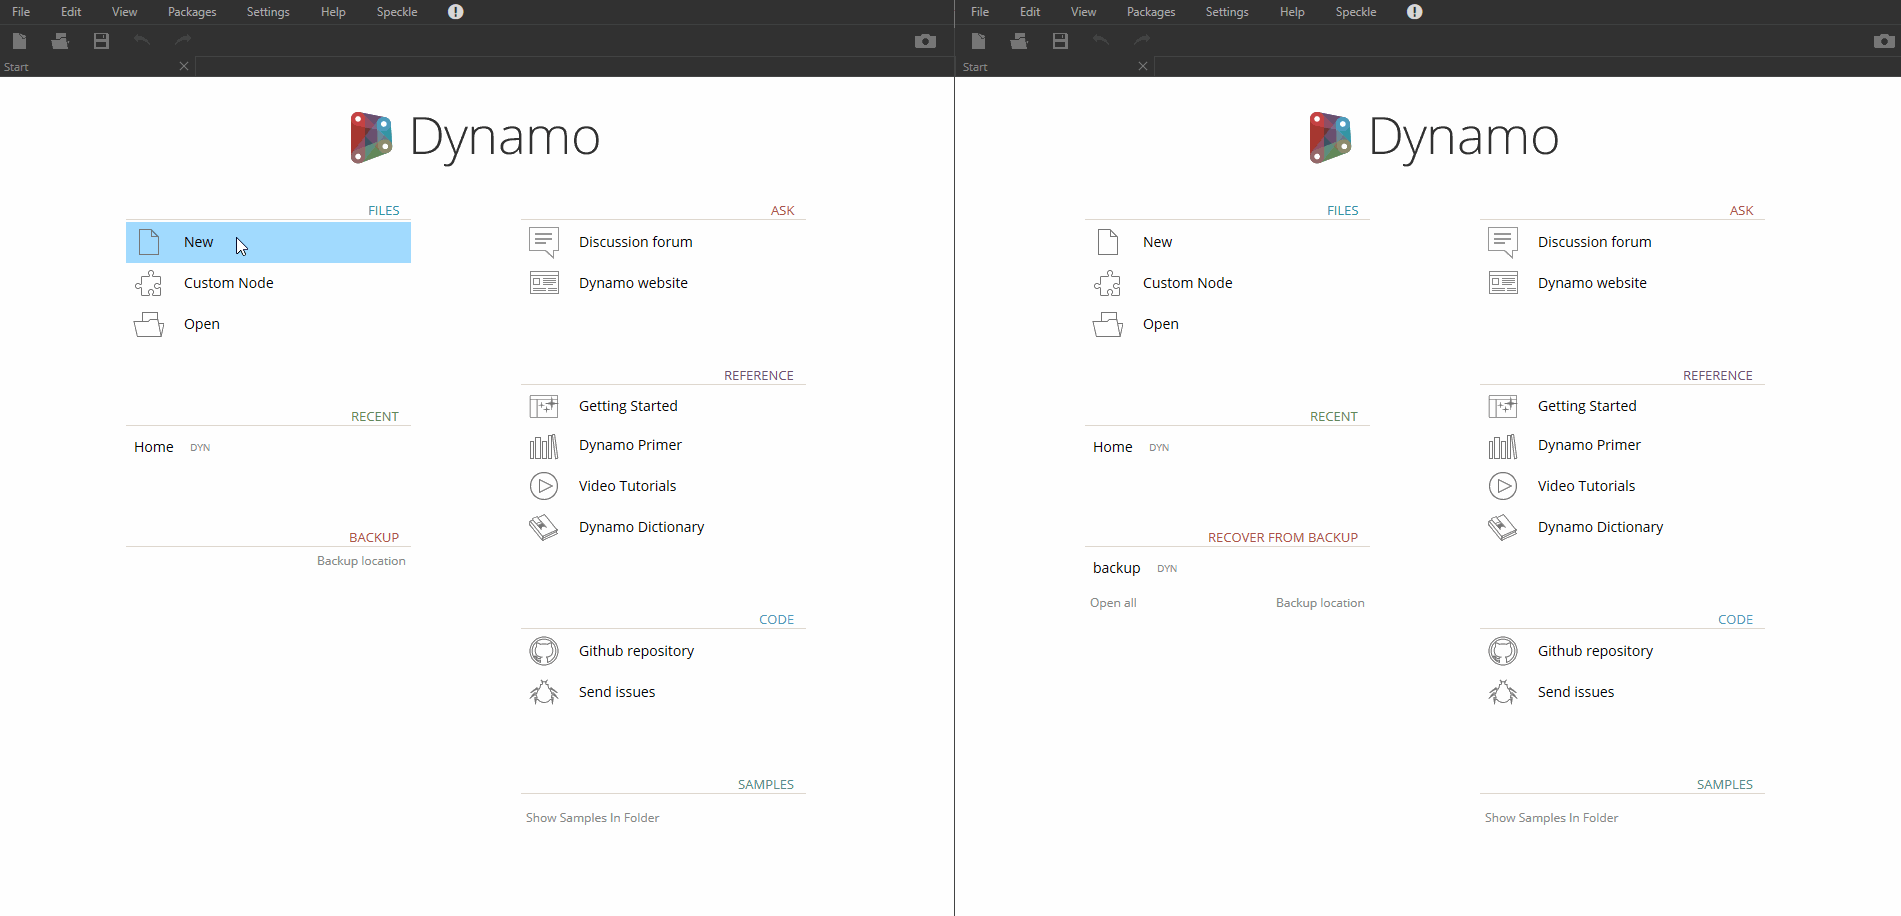 File Edit View Packages Settings Help Speckle
Start
Dynamo
FILES
New
Custom Node
Open
RECENT
Home DYN
BACKUP
Backup location
ASK
Discussion forum
Dynamo website
REFERENCE
Getting Started
Dynamo Primer
Video Tutorials
Dynamo Dictionary
CODE
Github repository
Send issues
SAMPLES
Show Samples In Folder
File Edit View Packages Settings Help Speckle
Start
Dynamo
FILES
New
Custom Node
Open
RECENT
Home DYN
RECOVER FROM BACKUP
backup DYN
Open all Backup location
ASK
Discussion forum
Dynamo website
REFERENCE
Getting Started
Dynamo Primer
Video Tutorials
Dynamo Dictionary
CODE
Github repository
Send issues
SAMPLES
Show Samples In Folder